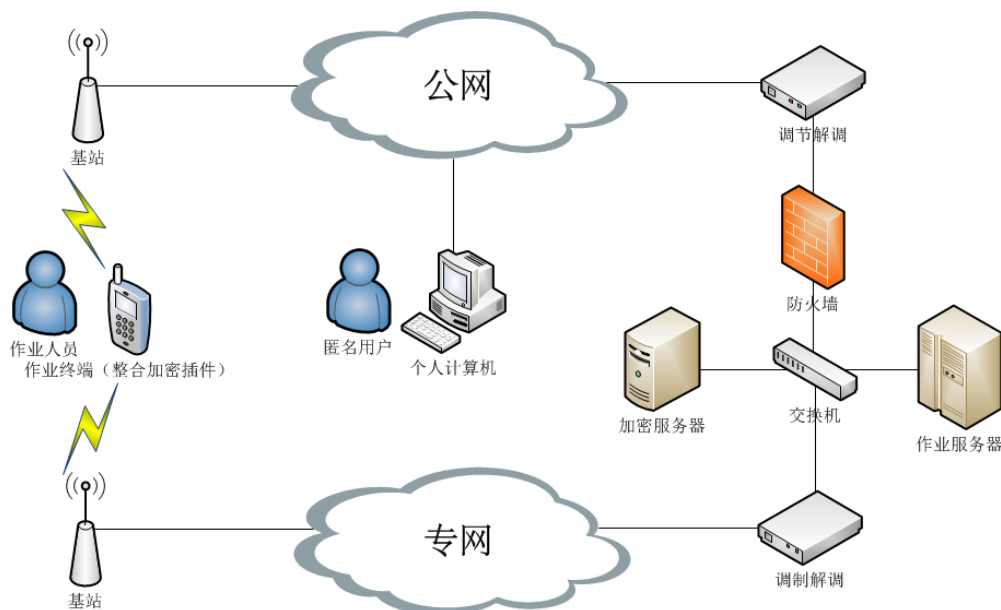 公网
基站
调节解调
防火墙
作业人员
作业终端（整合加密插件）
匿名用户
个人计算机
加密服务器
交换机
作业服务器
专网
基站
调制解调